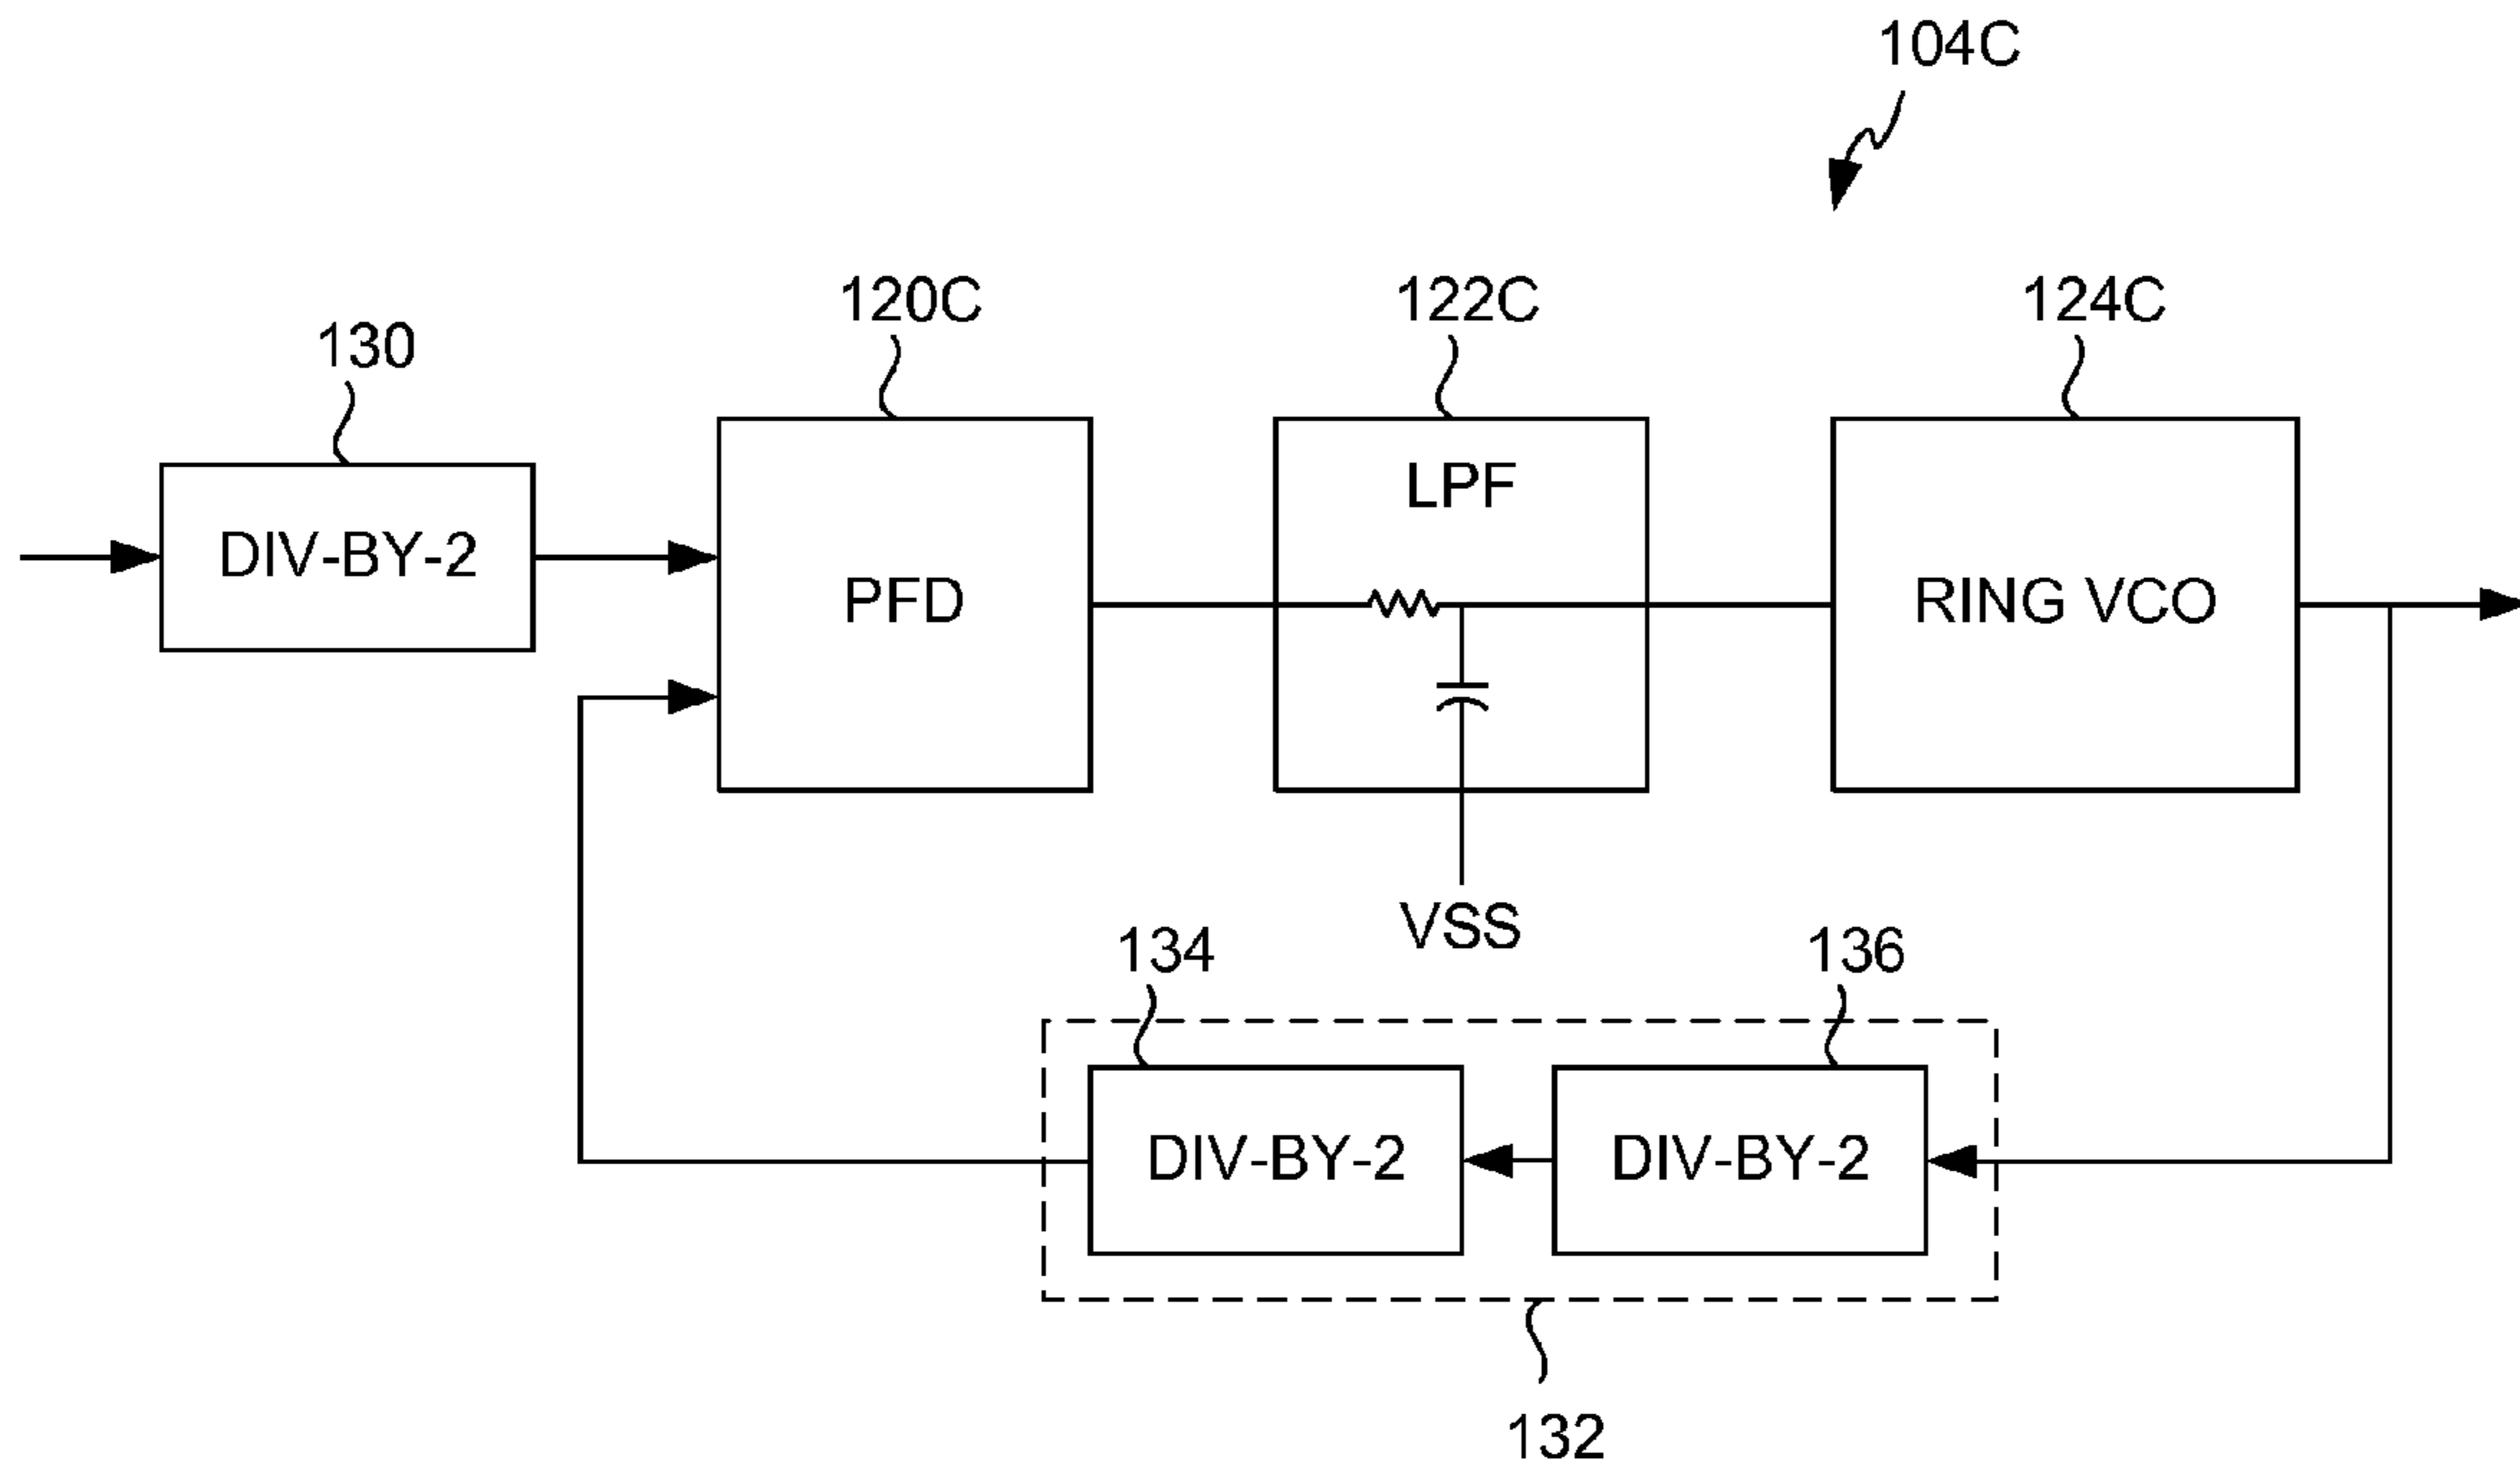 104C
120C
122C
124C
130
LPF
DIV-BY-2
PFD
RING VCO
VSS
134
136
DIV-BY-2
DIV-BY-2
132